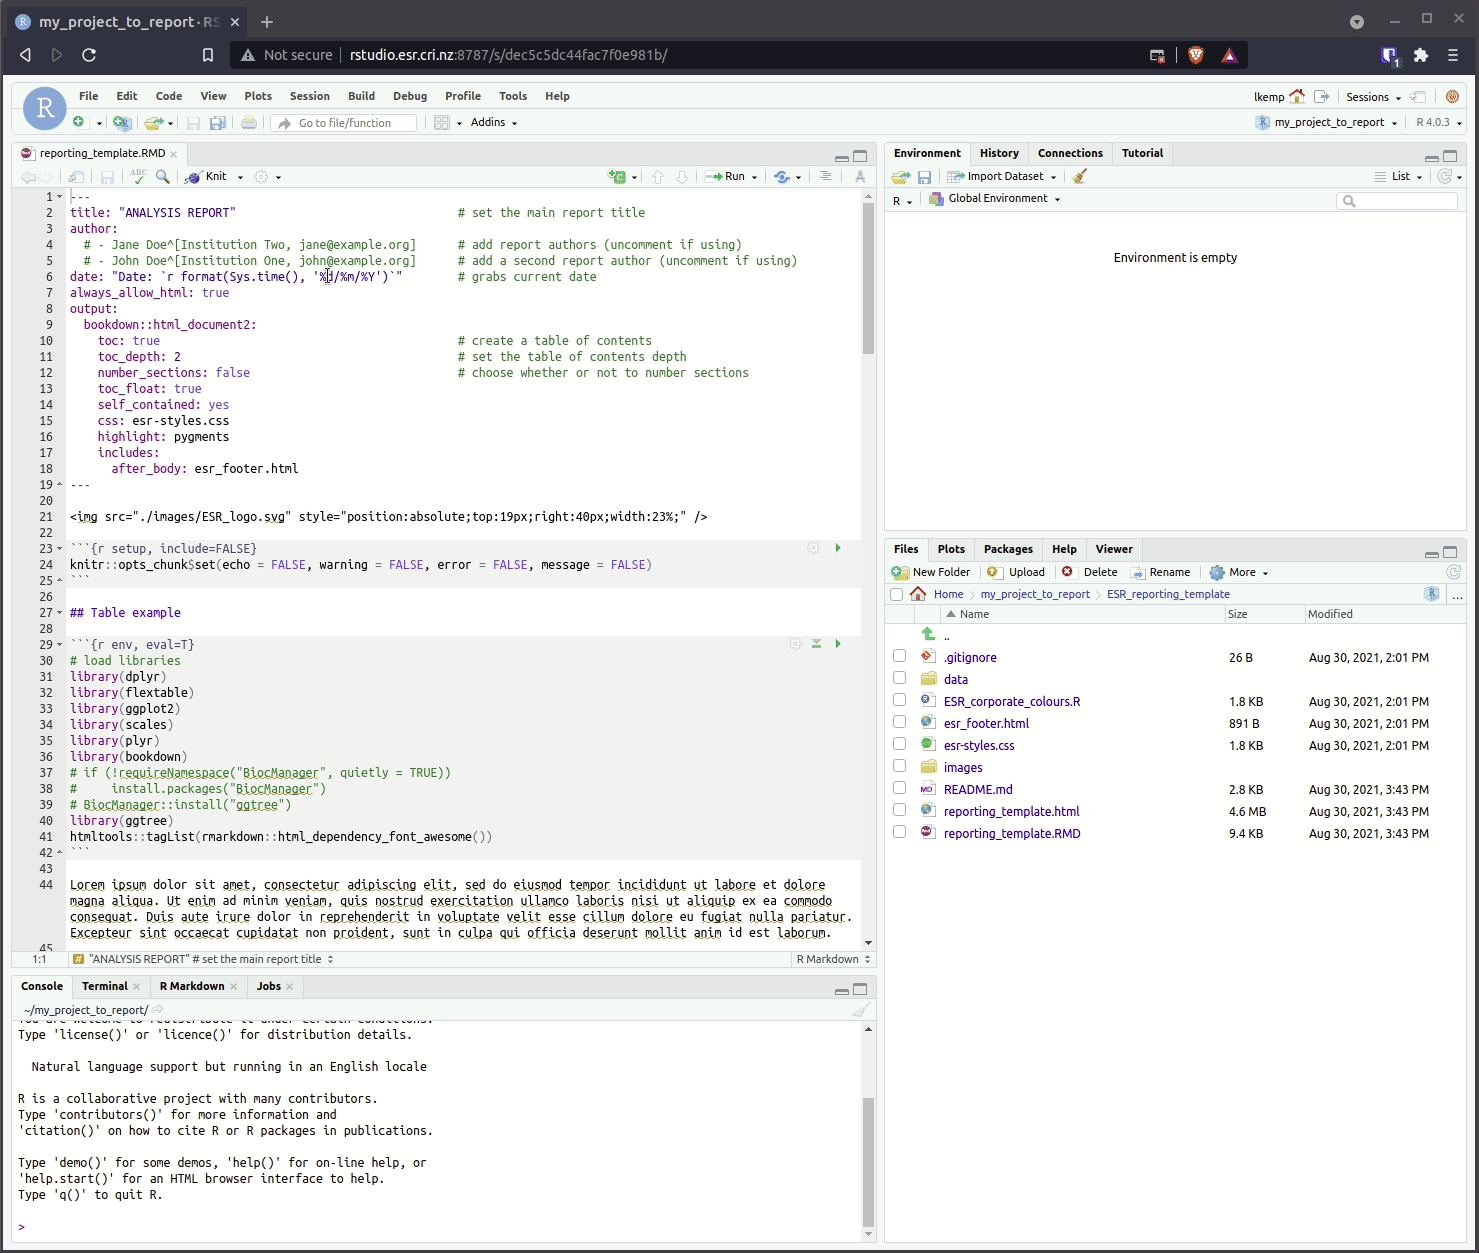 my_project_to_report · RS
Not secure | rstudio.esr.cri.nz:8787/s/dec5c5dc44fac7f0e981b/
1
R
File Edit Code View Plots Session Build Debug Profile Tools Help
lkemp Sessions
Go to file/function Addins
my_project_to_report R 4.0.3
reporting_template.RMD
ABC Knit Run
1 ---
2 title: "ANALYSIS REPORT" # set the main report title
3 author:
4 # - Jane Doe^[Institution Two, jane@example.org] # add report authors (uncomment if using)
5 # - John Doe^[Institution One, john@example.org] # add a second report author (uncomment if using)
6 date: "Date: `r format(Sys.time(), '%d/%m/%Y')`" # grabs current date
7 always_allow_html: true
8 output:
9 bookdown::html_document2:
10 toc: true # create a table of contents
11 toc_depth: 2 # set the table of contents depth
12 number_sections: false # choose whether or not to number sections
13 toc_float: true
14 self_contained: yes
15 css: esr-styles.css
16 highlight: pygments
17 includes:
18 after_body: esr_footer.html
19 ---
20
21 <img src="./images/ESR_logo.svg" style="position:absolute;top:19px;right:40px;width:23%;" />
22
23 ```{r setup, include=FALSE}
24 knitr::opts_chunk$set(echo = FALSE, warning = FALSE, error = FALSE, message = FALSE)
25 ```
26
27 ## Table example
28
29 ```{r env, eval=T}
30 # load libraries
31 library(dplyr)
32 library(flextable)
33 library(ggplot2)
34 library(scales)
35 library(plyr)
36 library(bookdown)
37 # if (!requireNamespace("BiocManager", quietly = TRUE))
38 # install.packages("BiocManager")
39 # BiocManager::install("ggtree")
40 library(ggtree)
41 htmltools::tagList(rmarkdown::html_dependency_font_awesome())
42 ```
43
44 Lorem ipsum dolor sit amet, consectetur adipiscing elit, sed do eiusmod tempor incididunt ut labore et dolore
magna aliqua. Ut enim ad minim veniam, quis nostrud exercitation ullamco laboris nisi ut aliquip ex ea commodo
consequat. Duis aute irure dolor in reprehenderit in voluptate velit esse cillum dolore eu fugiat nulla pariatur.
Excepteur sint occaecat cupidatat non proident, sunt in culpa qui officia deserunt mollit anim id est laborum.
45
1:1 # "ANALYSIS REPORT" # set the main report title R Markdown
Console Terminal R Markdown Jobs
~/my_project_to_report/
You are welcome to redistribute it under certain conditions.
Type 'license()' or 'licence()' for distribution details.
Natural language support but running in an English locale
R is a collaborative project with many contributors.
Type 'contributors()' for more information and
'citation()' on how to cite R or R packages in publications.
Type 'demo()' for some demos, 'help()' for on-line help, or
'help.start()' for an HTML browser interface to help.
Type 'q()' to quit R.
>
Environment History Connections Tutorial
Import Dataset List
R Global Environment
Environment is empty
Files Plots Packages Help Viewer
New Folder Upload Delete Rename More
Home my_project_to_report ESR_reporting_template ...
Name Size Modified
..
.gitignore 26 B Aug 30, 2021, 2:01 PM
data
ESR_corporate_colours.R 1.8 KB Aug 30, 2021, 2:01 PM
esr_footer.html 891 B Aug 30, 2021, 2:01 PM
esr-styles.css 1.8 KB Aug 30, 2021, 2:01 PM
images
README.md 2.8 KB Aug 30, 2021, 3:43 PM
reporting_template.html 4.6 MB Aug 30, 2021, 3:43 PM
reporting_template.RMD 9.4 KB Aug 30, 2021, 3:43 PM